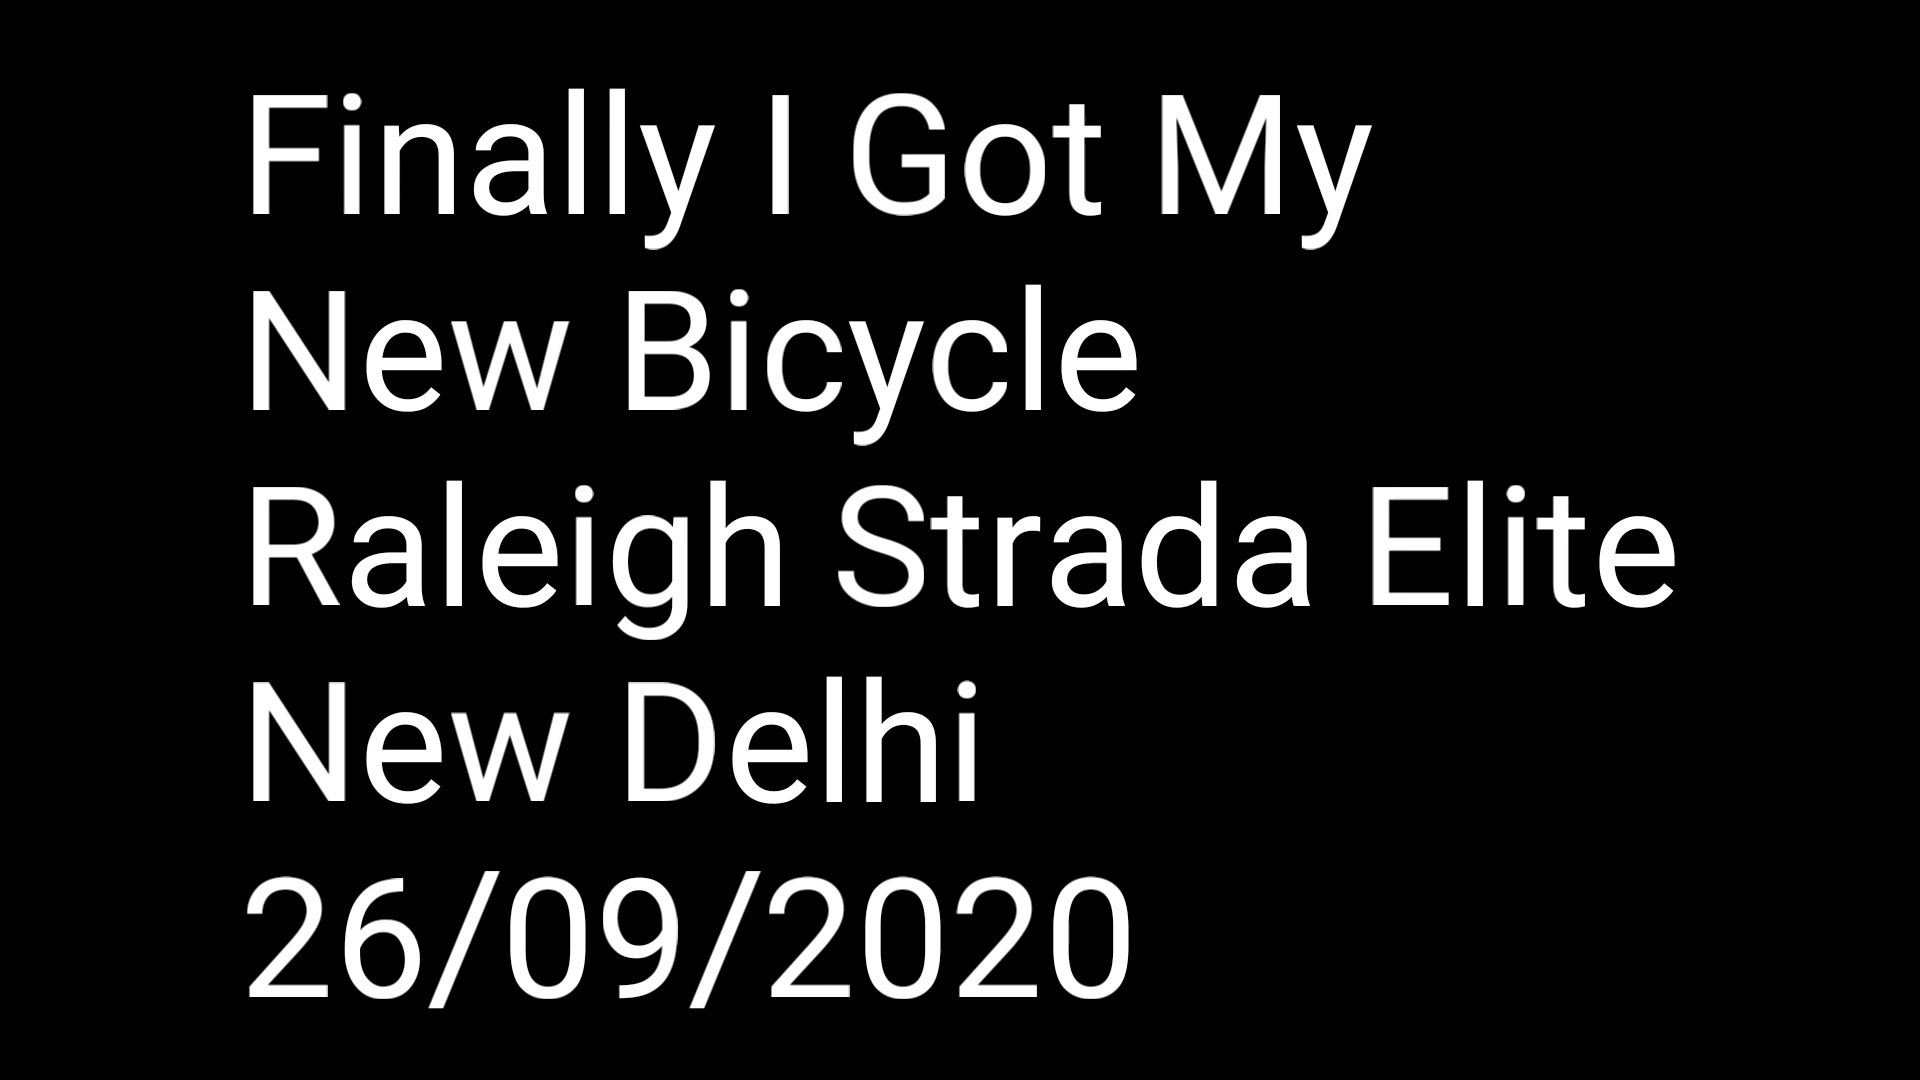 Finally I Got My
New Bicycle
Raleigh Strada Elite
New Delhi
26/09/2020